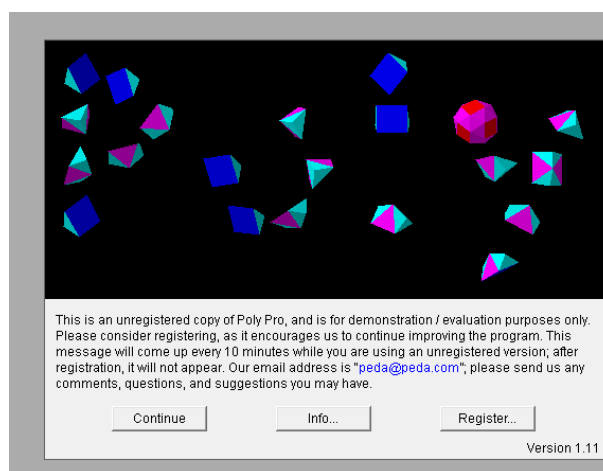 This is an unregistered copy of Poly Pro, and is for demonstration / evaluation purposes only.
Please consider registering, as it encourages us to continue improving the program. This
message will come up every 10 minutes while you are using an unregistered version; after
registration, it will not appear. Our email address is "peda@peda.com"; please send us any
comments, questions, and suggestions you may have.
Continue
Info...
Register...
Version 1.11